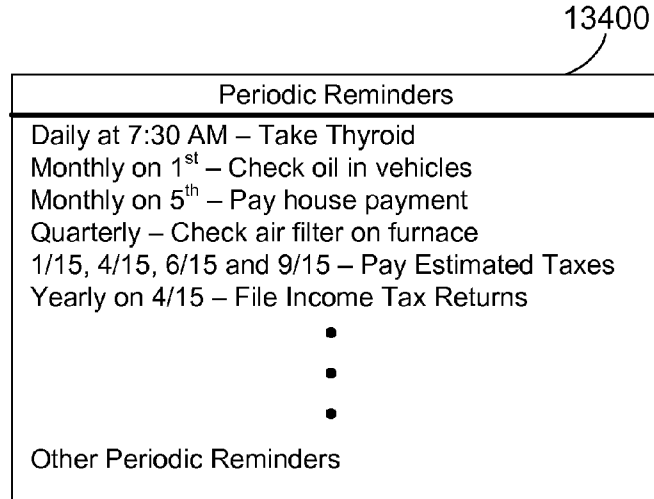 13400
Periodic Reminders
Daily at 7:30 AM – Take Thyroid
Monthly on 1st – Check oil in vehicles
Monthly on 5th – Pay house payment
Quarterly – Check air filter on furnace
1/15, 4/15, 6/15 and 9/15 – Pay Estimated Taxes
Yearly on 4/15 – File Income Tax Returns
Other Periodic Reminders